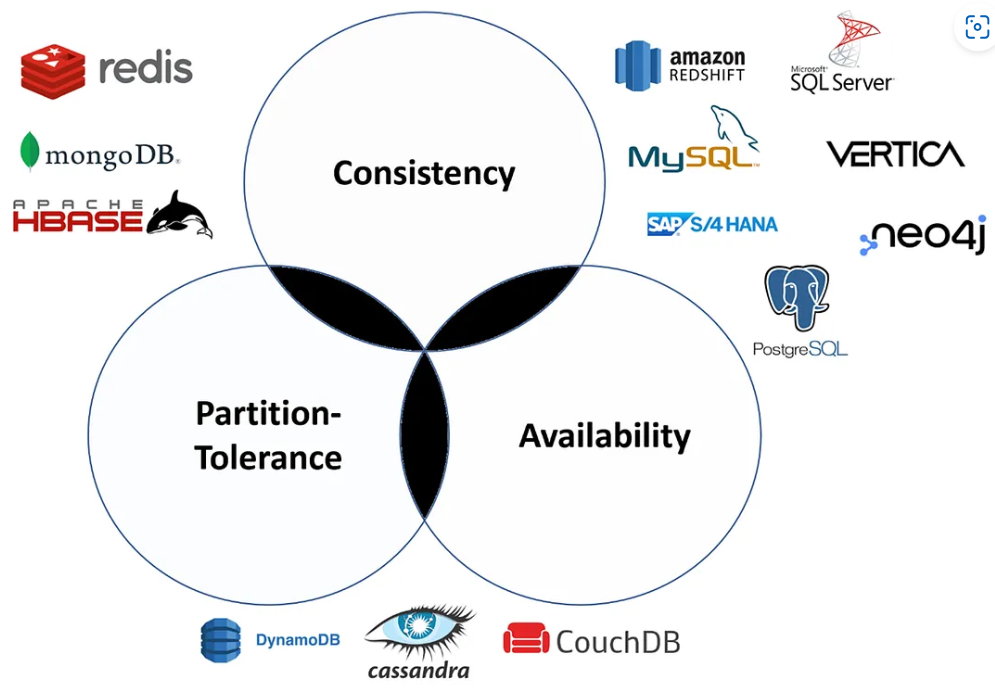 redis
mongoDB.
APACHE
HBASE
Consistency
amazon
REDSHIFT
Microsoft®
SQL Server®
MySQL™
VERTICA
SAP S/4 HANA
neo4j
PostgreSQL
Partition-
Tolerance
Availability
DynamoDB
cassandra
CouchDB